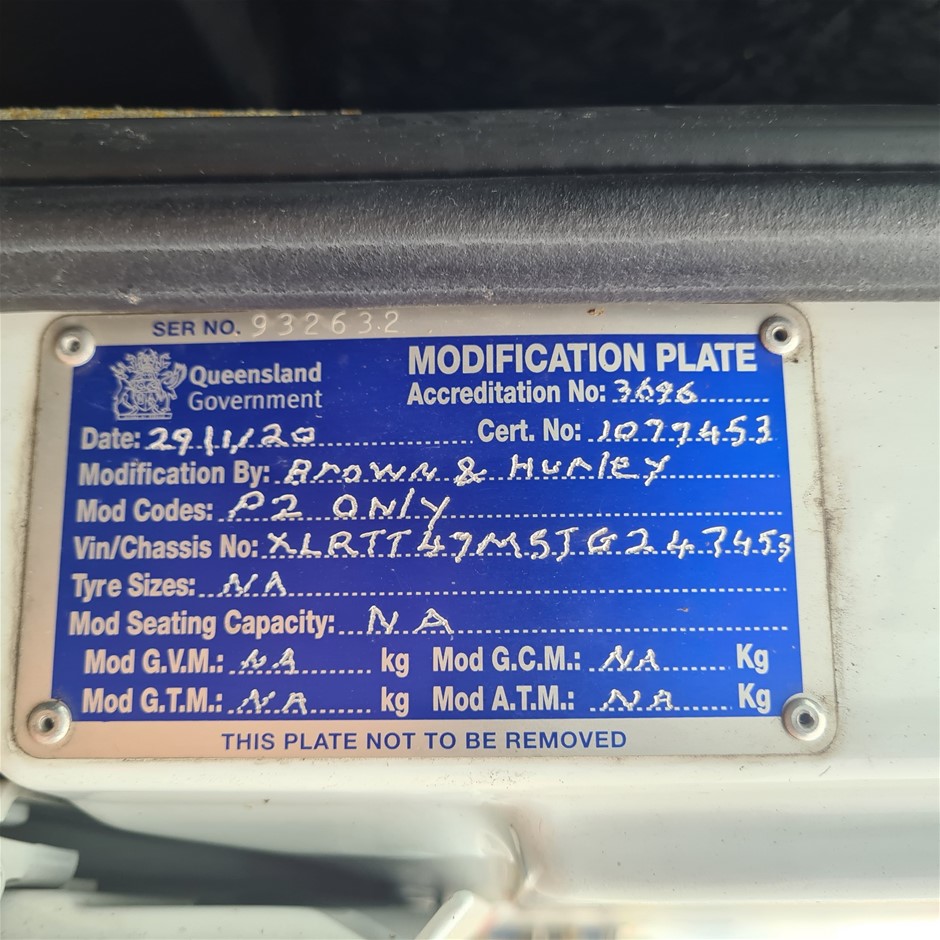 SER NO. 932632
Queensland Government
MODIFICATION PLATE
Accreditation No: 3696
Date: 29/11/20 Cert. No: 1077453
Modification By: Brown & Hurley
Mod Codes: P2 ONLY
Vin/Chassis No: XLRTT47M5JG247453
Tyre Sizes: NA
Mod Seating Capacity: NA
Mod G.V.M.: NA kg Mod G.C.M.: NA Kg
Mod G.T.M.: NA kg Mod A.T.M.: NA Kg
THIS PLATE NOT TO BE REMOVED